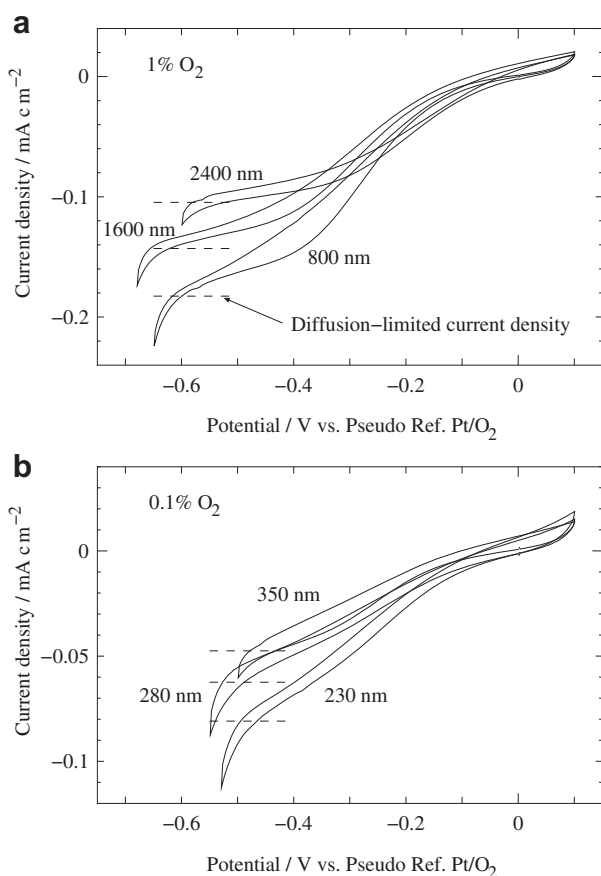 a
1% O₂
0
−0.1
−0.2
2400 nm
1600 nm
800 nm
Diffusion−limited current density
Current density / mA c m⁻²
−0.6
−0.4
−0.2
0
Potential / V vs. Pseudo Ref. Pt/O₂
b
0.1% O₂
0
−0.05
−0.1
350 nm
280 nm
230 nm
Current density / mA c m⁻²
−0.6
−0.4
−0.2
0
Potential / V vs. Pseudo Ref. Pt/O₂